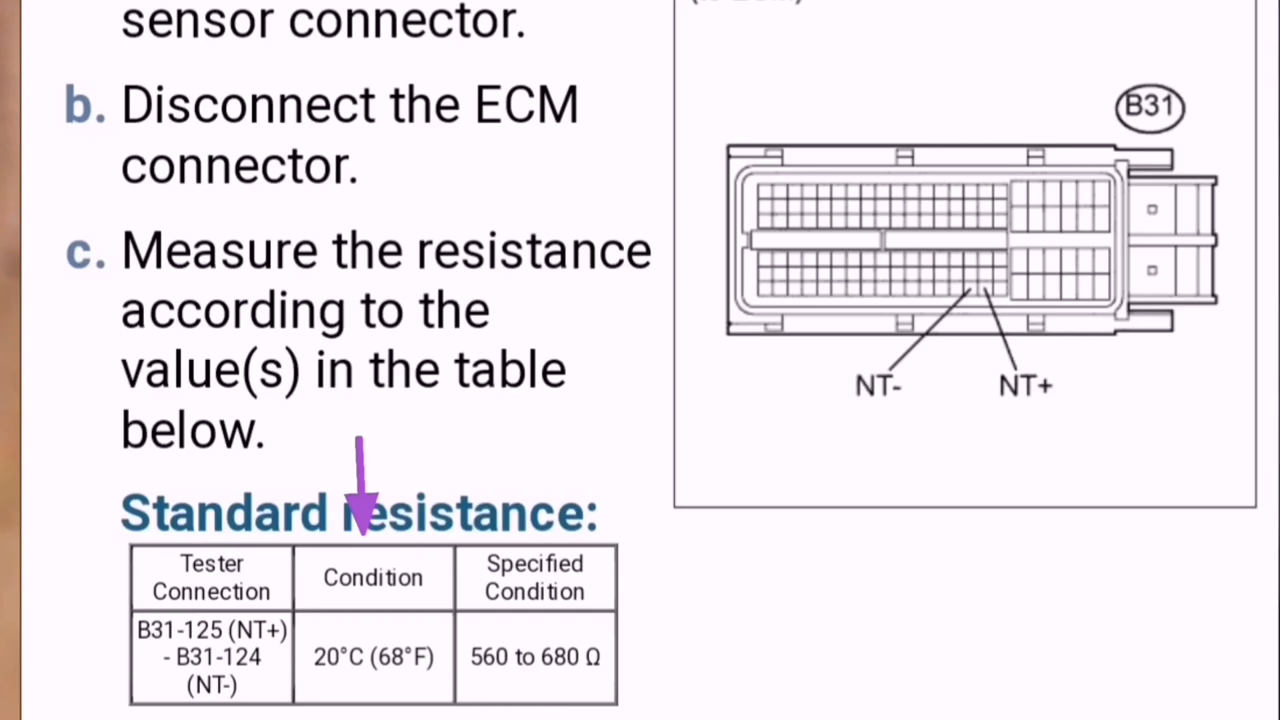 sensor connector.
b. Disconnect the ECM
connector.
c. Measure the resistance
according to the
value(s) in the table
below.
Standard resistance:
Tester
Connection
Condition
Specified
Condition
B31-125 (NT+)
- B31-124
(NT-)
20°C (68°F)
560 to 680 Ω
B31
NT-
NT+